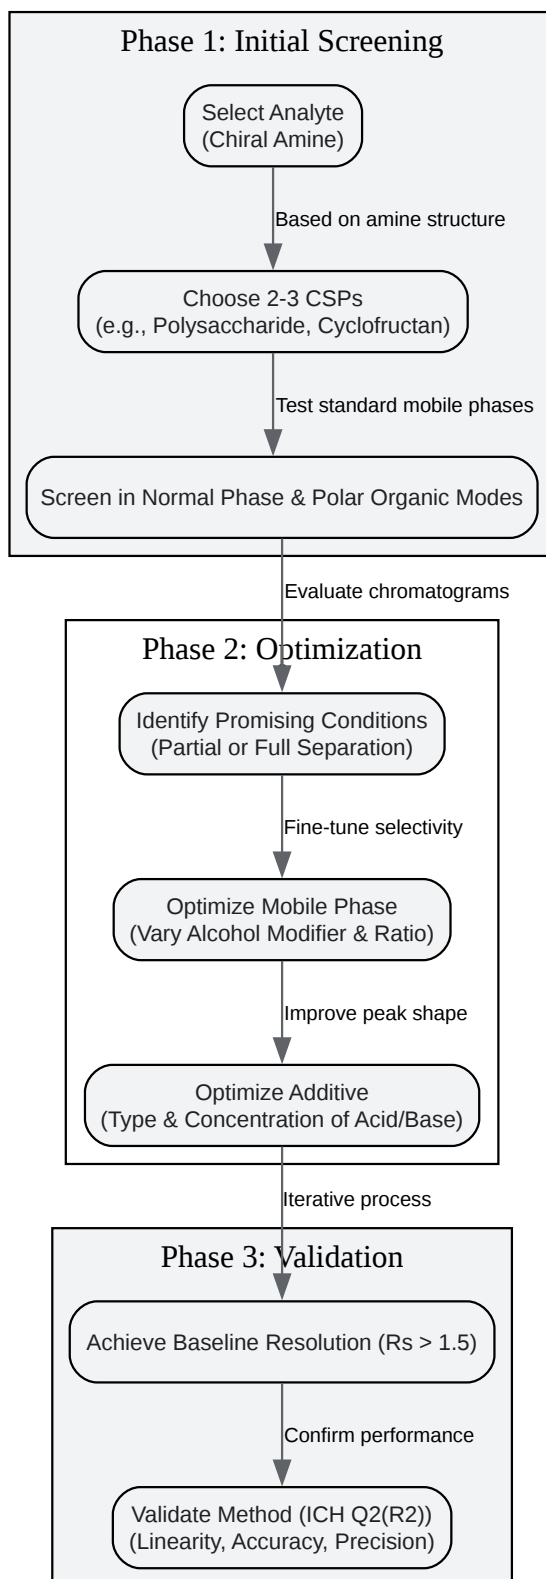 Phase 1: Initial Screening
Select Analyte
(Chiral Amine)
Based on amine structure
Choose 2-3 CSPs
(e.g., Polysaccharide, Cyclofructan)
Test standard mobile phases
Screen in Normal Phase & Polar Organic Modes
Evaluate chromatograms
Phase 2: Optimization
Identify Promising Conditions
(Partial or Full Separation)
Fine-tune selectivity
Optimize Mobile Phase
(Vary Alcohol Modifier & Ratio)
Improve peak shape
Optimize Additive
(Type & Concentration of Acid/Base)
Iterative process
Phase 3: Validation
Achieve Baseline Resolution (Rs > 1.5)
Confirm performance
Validate Method (ICH Q2(R2))
(Linearity, Accuracy, Precision)